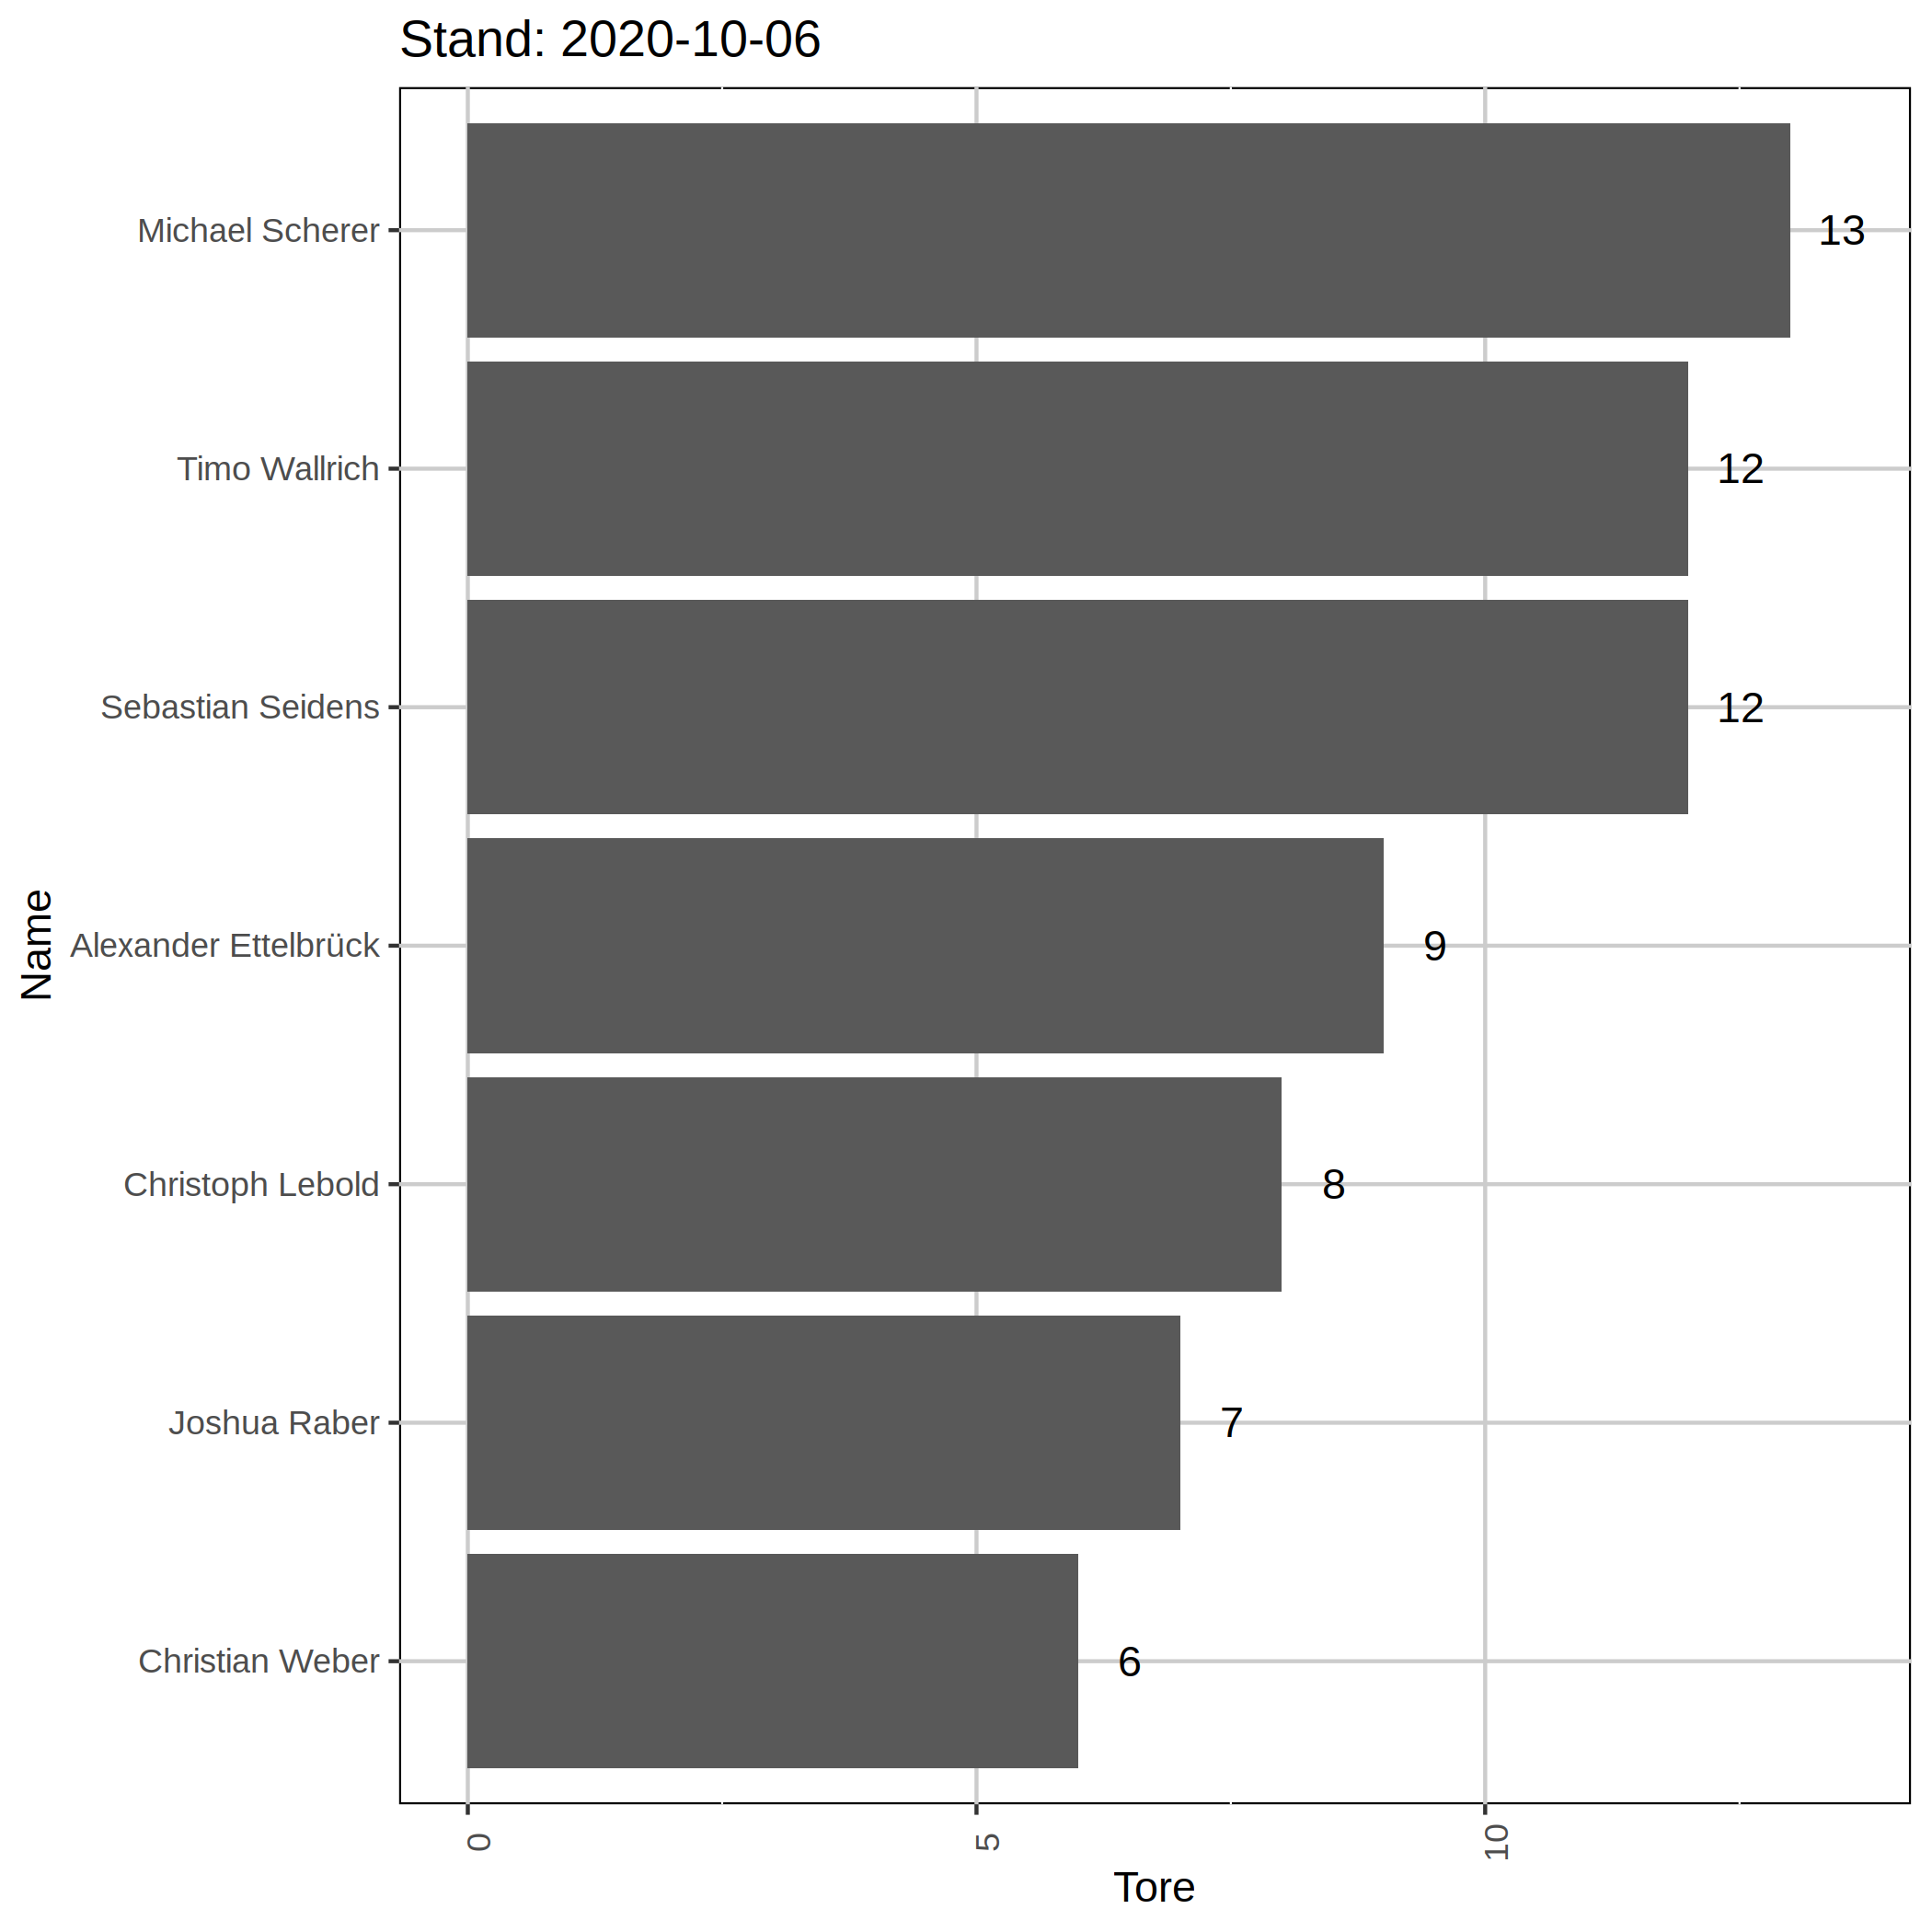 Stand: 2020-10-06
Michael Scherer
13
Timo Wallrich
12
Sebastian Seidens
12
Alexander Ettelbrück
9
Christoph Lebold
8
Joshua Raber
7
Christian Weber
6
Name
0
5
10
Tore